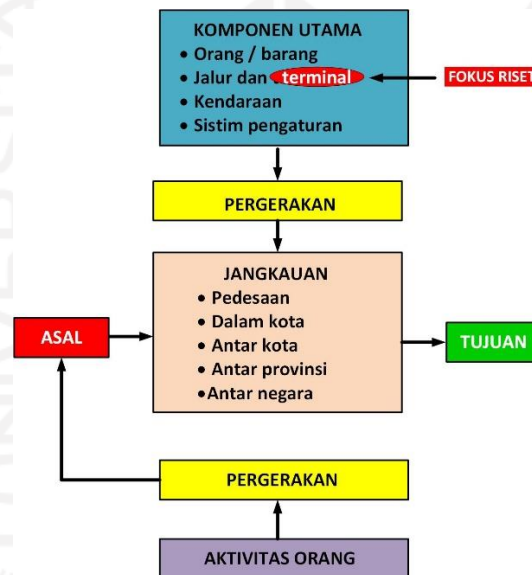 KOMPONEN UTAMA
• Orang / barang
• Jalur dan terminal
FOKUS RISET
• Kendaraan
• Sistim pengaturan
PERGERAKAN
JANGKAUAN
• Pedesaan
• Dalam kota
• Antar kota
• Antar provinsi
•Antar negara
ASAL
TUJUAN
PERGERAKAN
AKTIVITAS ORANG